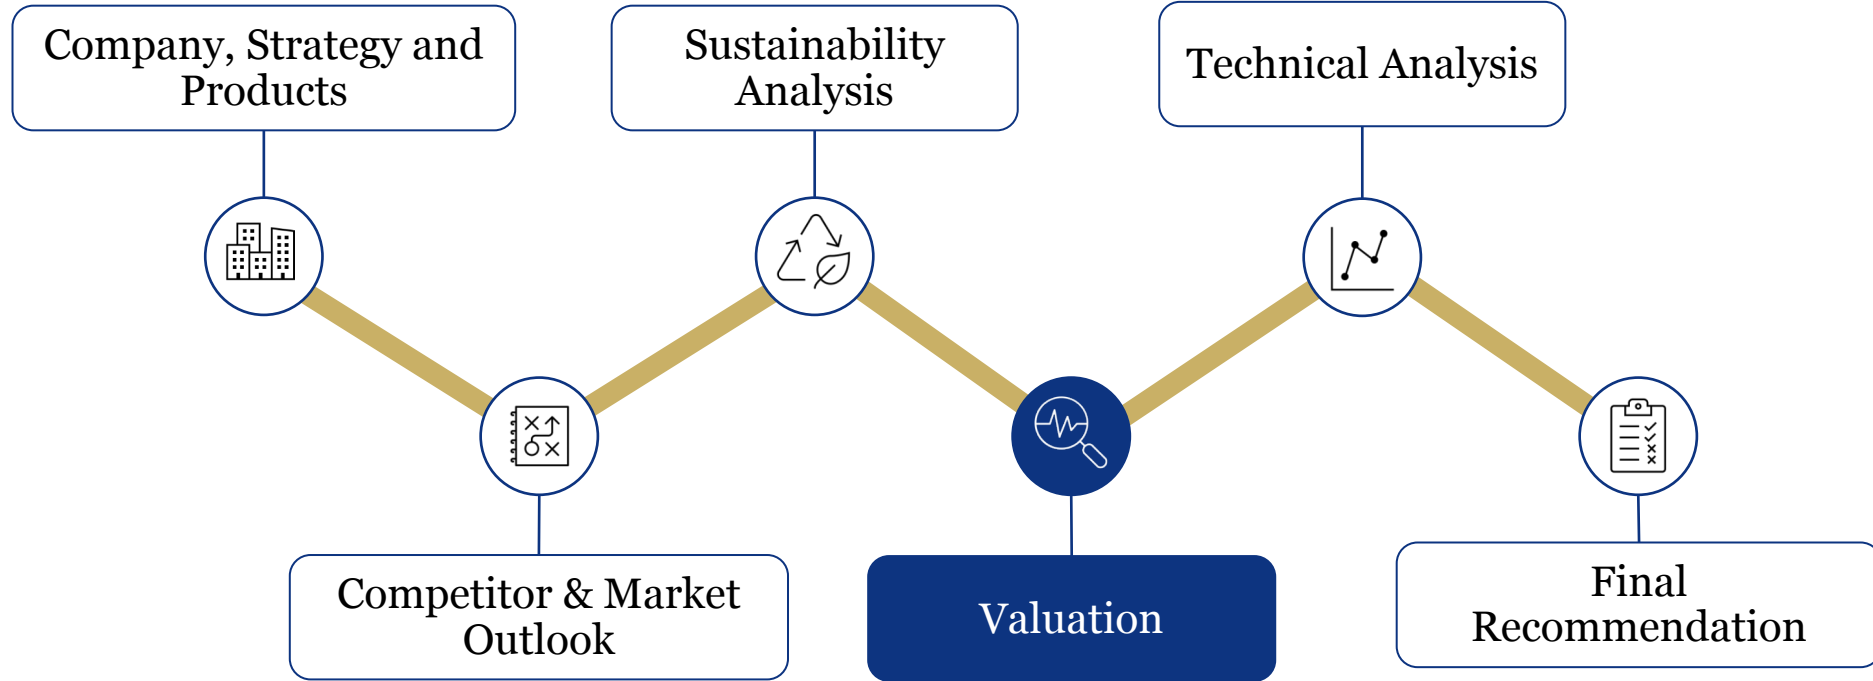 Company, Strategy and
Products
Sustainability
Analysis
Technical Analysis
Competitor & Market
Outlook
Valuation
Final
Recommendation